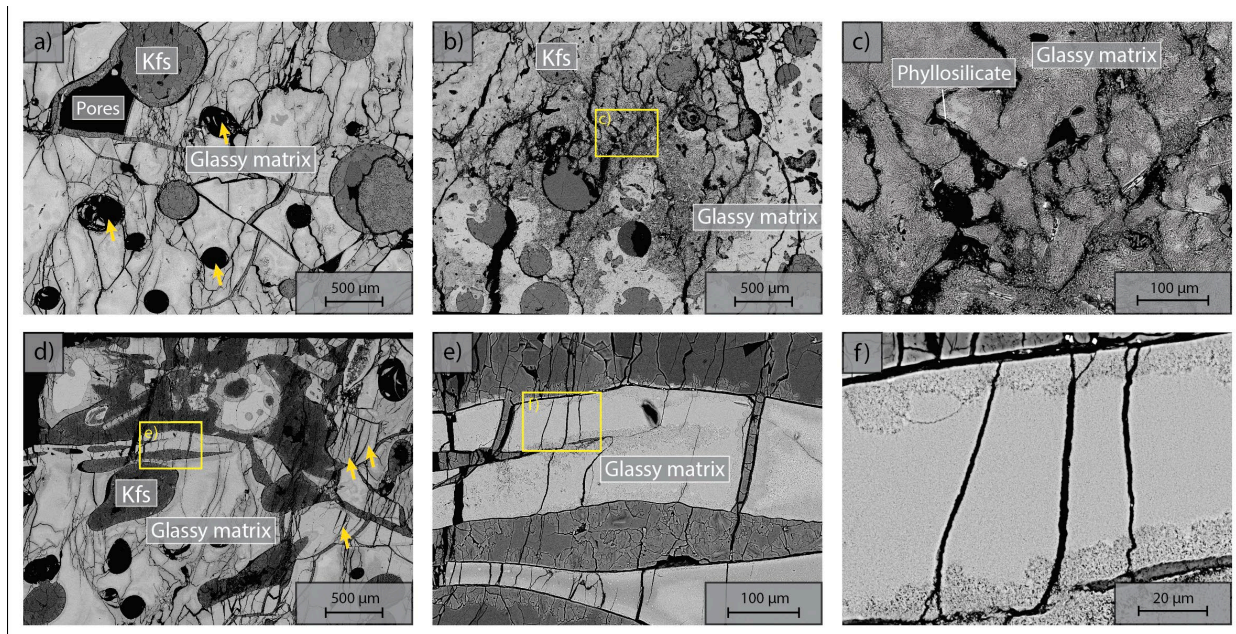 a)
Kfs
Pores
Glassy matrix
500 µm
b)
Kfs
c)
Glassy matrix
500 µm
c)
Glassy matrix
Phyllosilicate
100 µm
d)
e)
Kfs
Glassy matrix
500 µm
e)
f)
Glassy matrix
100 µm
f)
20 µm